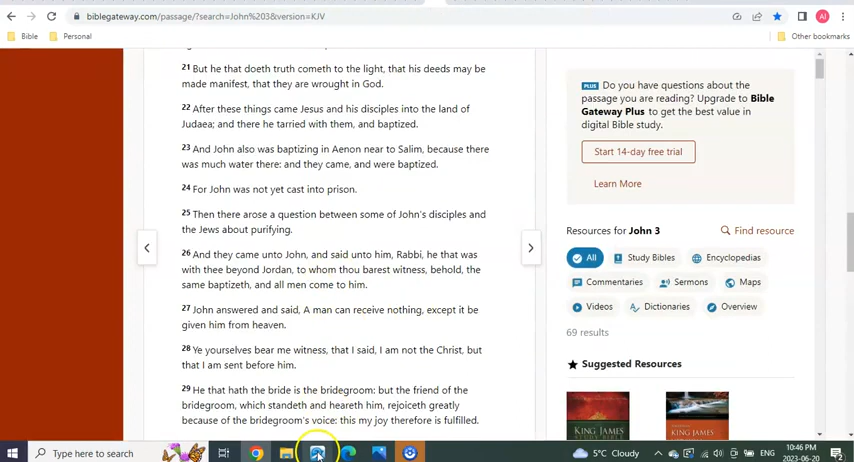 biblegateway.com/passage/?search=John%203&version=KJV
AI
Bible
Personal
Other bookmarks
21 But he that doeth truth cometh to the light, that his deeds may be
made manifest, that they are wrought in God.
22 After these things came Jesus and his disciples into the land of
Judaea; and there he tarried with them, and baptized.
23 And John also was baptizing in Aenon near to Salim, because there
was much water there: and they came, and were baptized.
24 For John was not yet cast into prison.
25 Then there arose a question between some of John's disciples and
the Jews about purifying.
26 And they came unto John, and said unto him, Rabbi, he that was
with thee beyond Jordan, to whom thou barest witness, behold, the
same baptizeth, and all men come to him.
27 John answered and said, A man can receive nothing, except it be
given him from heaven.
28 Ye yourselves bear me witness, that I said, I am not the Christ, but
that I am sent before him.
29 He that hath the bride is the bridegroom: but the friend of the
bridegroom, which standeth and heareth him, rejoiceth greatly
because of the bridegroom's voice: this my joy therefore is fulfilled.
PLUS Do you have questions about the
passage you are reading? Upgrade to Bible
Gateway Plus to get the best value in
digital Bible study.
Start 14-day free trial
Learn More
Resources for John 3
Find resource
All
Study Bibles
Encyclopedias
Commentaries
Sermons
Maps
Videos
Dictionaries
Overview
69 results
Suggested Resources
KING JAMES
KING JAMES
Type here to search
5°C Cloudy
ENG
10:46 PM
2023-06-20
2